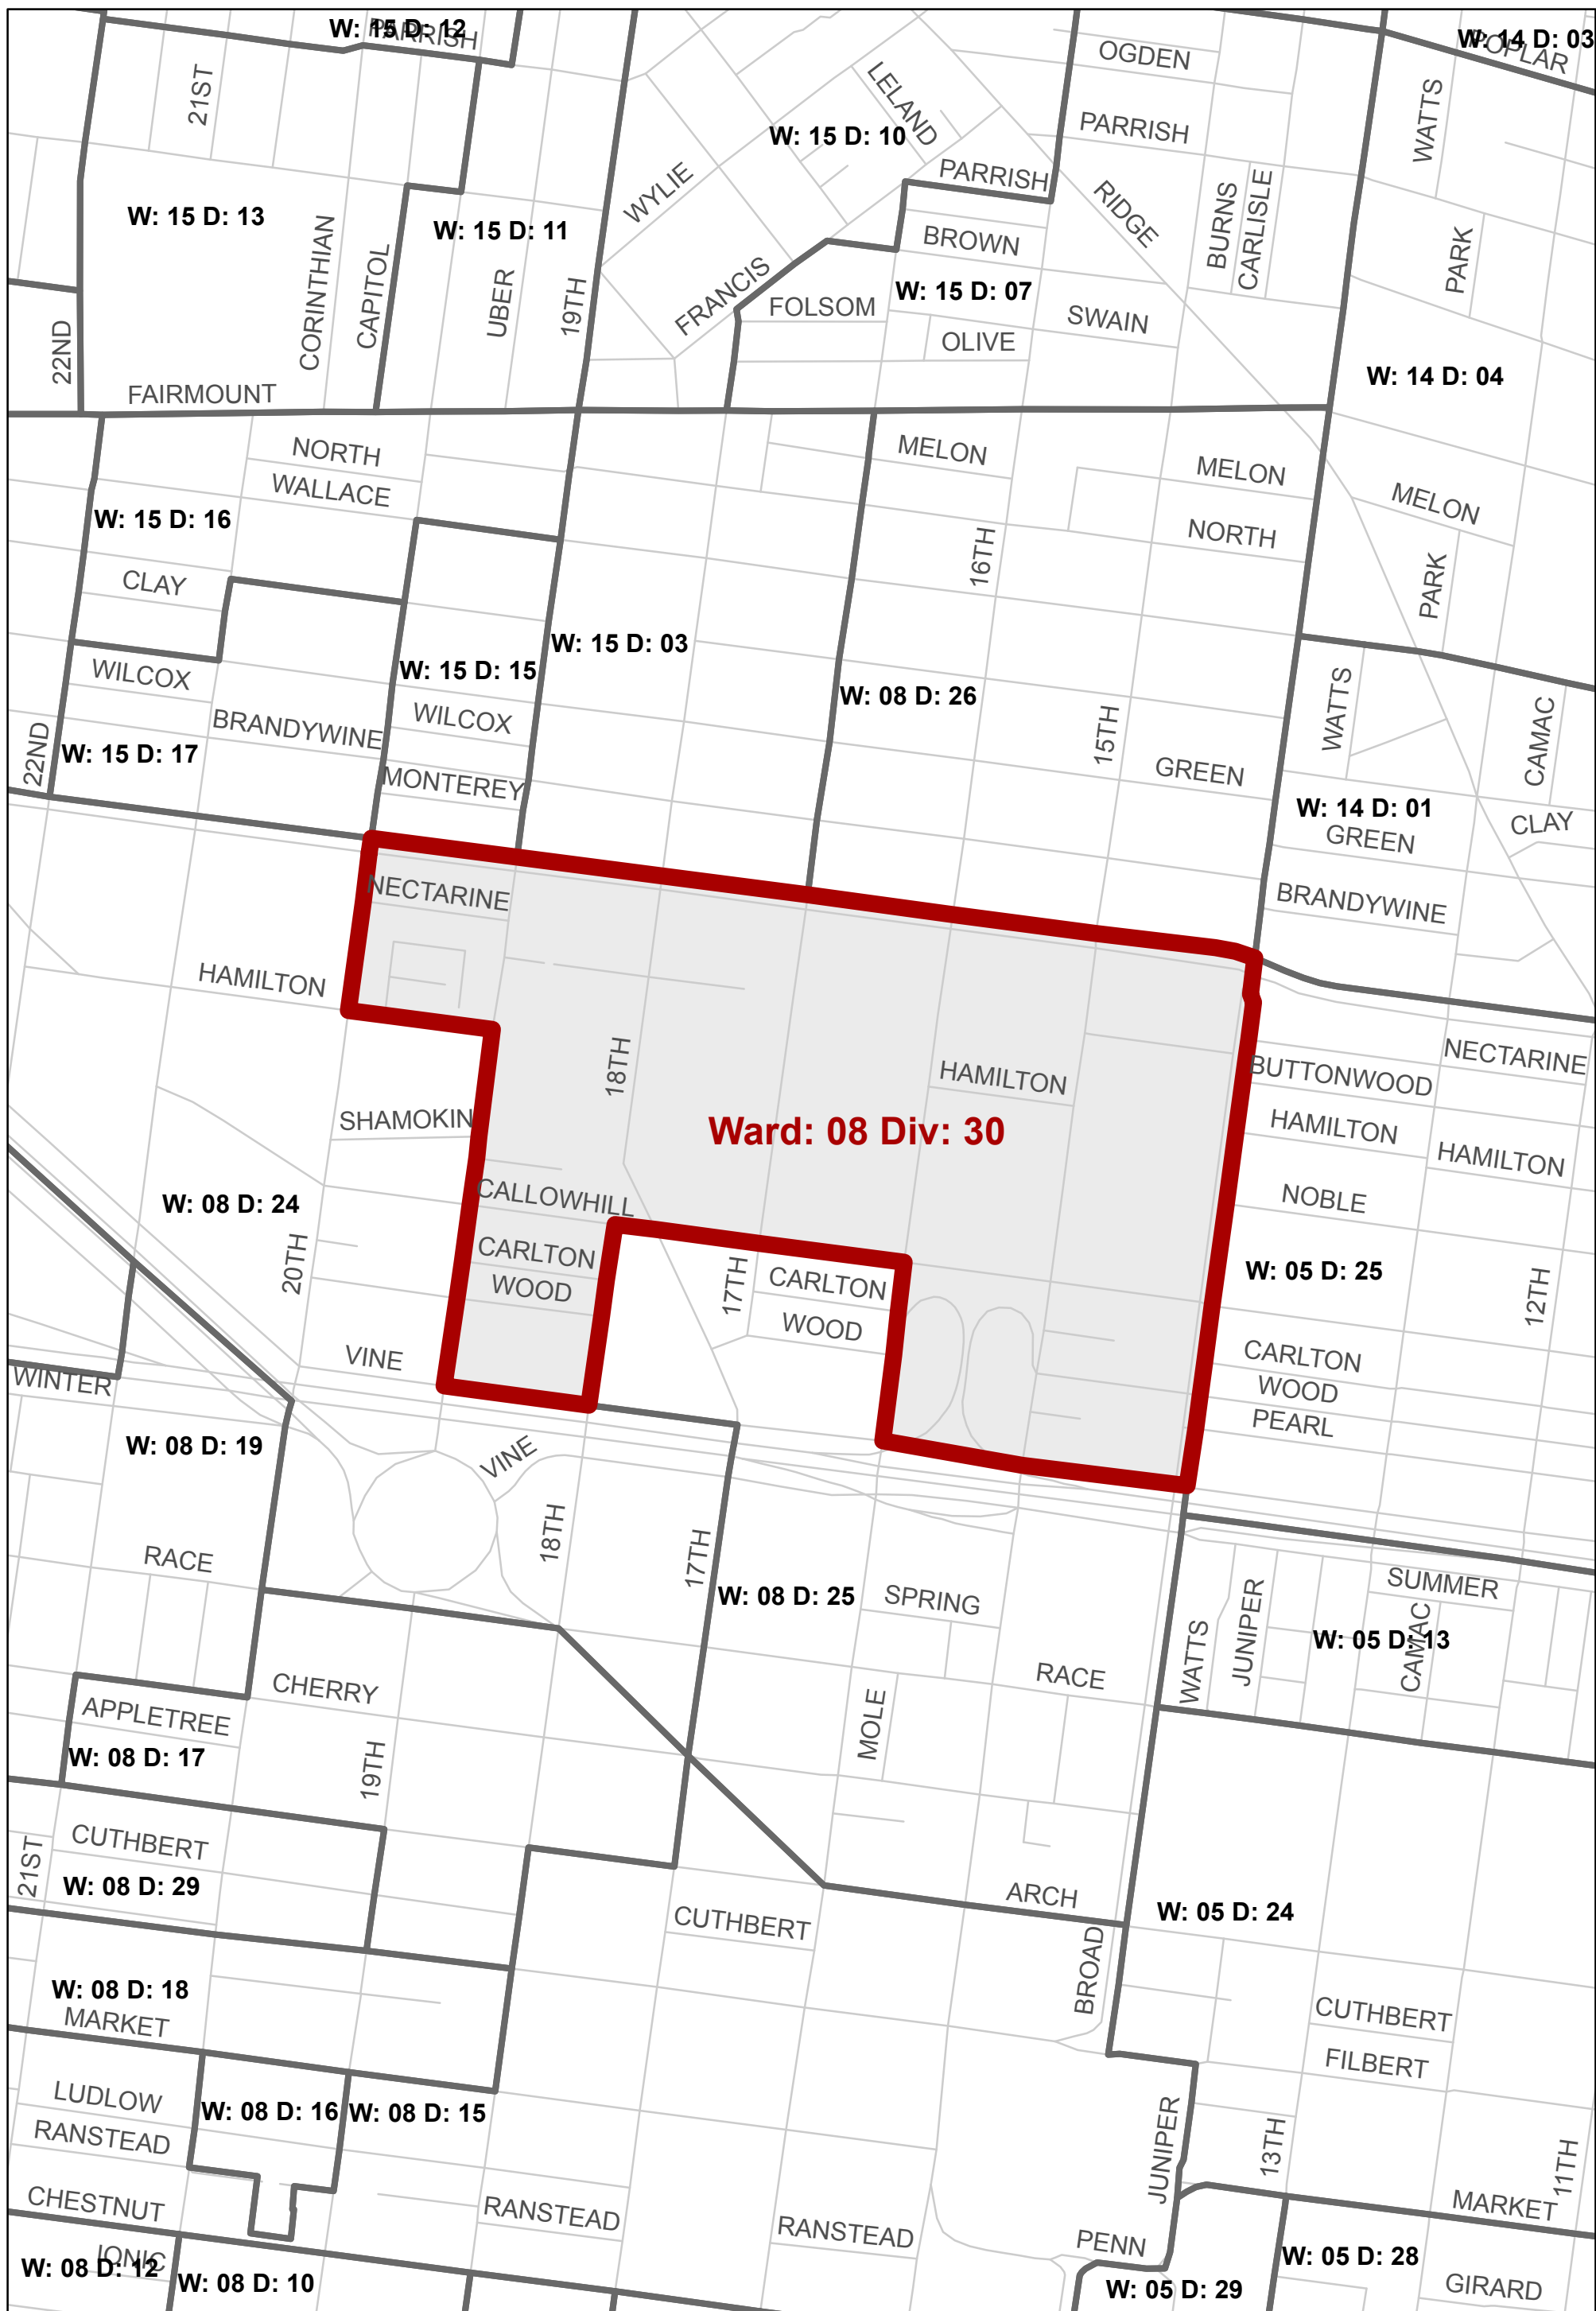 W: 15 D: 12
PARRISH
W: 14 D: 03
POPLAR
OGDEN
21ST
LELAND
WATTS
W: 15 D: 10
PARRISH
PARRISH
WYLIE
RIDGE
BURNS
CARLISLE
W: 15 D: 13
W: 15 D: 11
CORINTHIAN
CAPITOL
UBER
19TH
BROWN
PARK
FRANCIS
W: 15 D: 07
FOLSOM
SWAIN
OLIVE
22ND
FAIRMOUNT
W: 14 D: 04
NORTH
WALLACE
MELON
MELON
MELON
W: 15 D: 16
NORTH
16TH
CLAY
PARK
W: 15 D: 03
WILCOX
W: 15 D: 15
W: 08 D: 26
WATTS
WILCOX
BRANDYWINE
15TH
CAMAC
22ND
W: 15 D: 17
GREEN
MONTEREY
W: 14 D: 01
CLAY
GREEN
NECTARINE
BRANDYWINE
HAMILTON
18TH
HAMILTON
NECTARINE
BUTTONWOOD
SHAMOKIN
Ward: 08 Div: 30
HAMILTON
HAMILTON
W: 08 D: 24
CALLOWHILL
NOBLE
20TH
CARLTON
WOOD
17TH
CARLTON
WOOD
W: 05 D: 25
12TH
VINE
CARLTON
WOOD
PEARL
WINTER
W: 08 D: 19
VINE
18TH
17TH
RACE
W: 08 D: 25
SPRING
SUMMER
JUNIPER
WATTS
W: 05 D: 13
CAMAC
CHERRY
RACE
APPLETREE
MOLE
W: 08 D: 17
19TH
CUTHBERT
21ST
W: 08 D: 29
ARCH
W: 05 D: 24
CUTHBERT
BROAD
W: 08 D: 18
MARKET
CUTHBERT
FILBERT
LUDLOW
W: 08 D: 16
W: 08 D: 15
RANSTEAD
JUNIPER
13TH
11TH
CHESTNUT
RANSTEAD
RANSTEAD
MARKET
PENN
W: 08 D: 12
IONIC
W: 08 D: 10
W: 05 D: 28
W: 05 D: 29
GIRARD